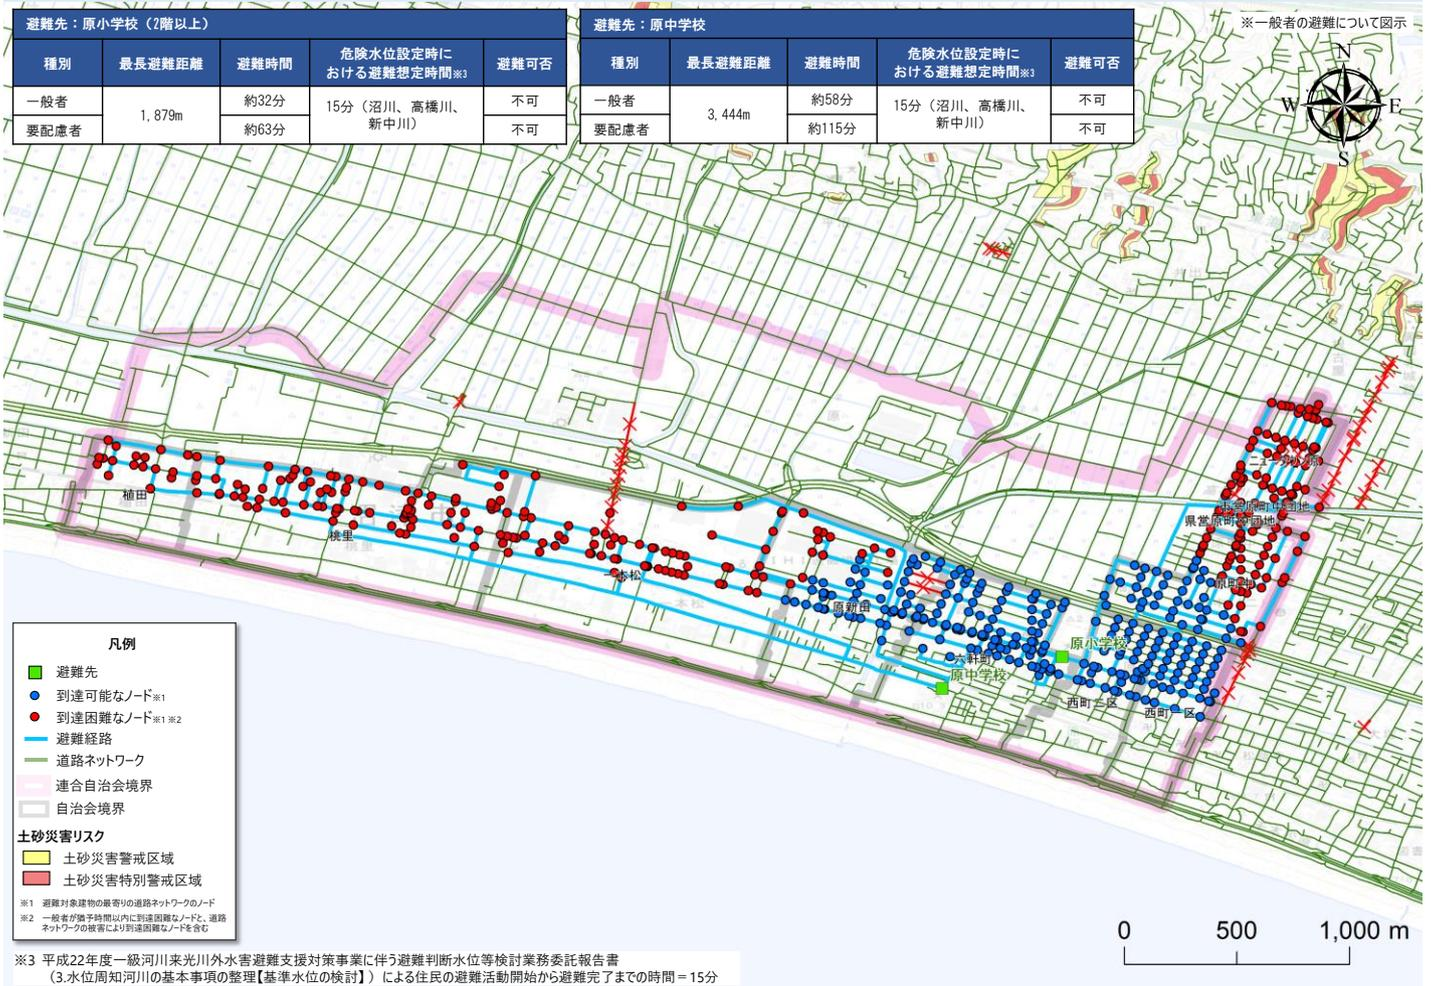 避難先：原小学校（2階以上）
種別 最長避難距離 避難時間 危険水位設定時に
おける避難想定時間※3 避難可否
一般者 1,879m 約32分 15分（沼川、高橋川、
新中川） 不可
要配慮者 約63分 不可
避難先：原中学校
種別 最長避難距離 避難時間 危険水位設定時に
おける避難想定時間※3 避難可否
一般者 3,444m 約58分 15分（沼川、高橋川、
新中川） 不可
要配慮者 約115分 不可
※一般者の避難について図示
N
W E
S
植田
桃里
一本松
原新田
六軒町
原小学校
原中学校
西町二区
西町一区
県営原町中団地
原町中
凡例
避難先
到達可能なノード※1
到達困難なノード※1※2
避難経路
道路ネットワーク
連合自治会境界
自治会境界
土砂災害リスク
土砂災害警戒区域
土砂災害特別警戒区域
※1 避難対象建物の最寄りの道路ネットワークのノード
※2 一般者が猶予時間以内に到達困難なノードと、道路
ネットワークの被害により到達困難なノードを含む
0 500 1,000 m
※3 平成22年度一級河川来光川外水害避難支援対策事業に伴う避難判断水位等検討業務委託報告書
（3.水位周知河川の基本事項の整理【基準水位の検討】）による住民の避難活動開始から避難完了までの時間＝15分